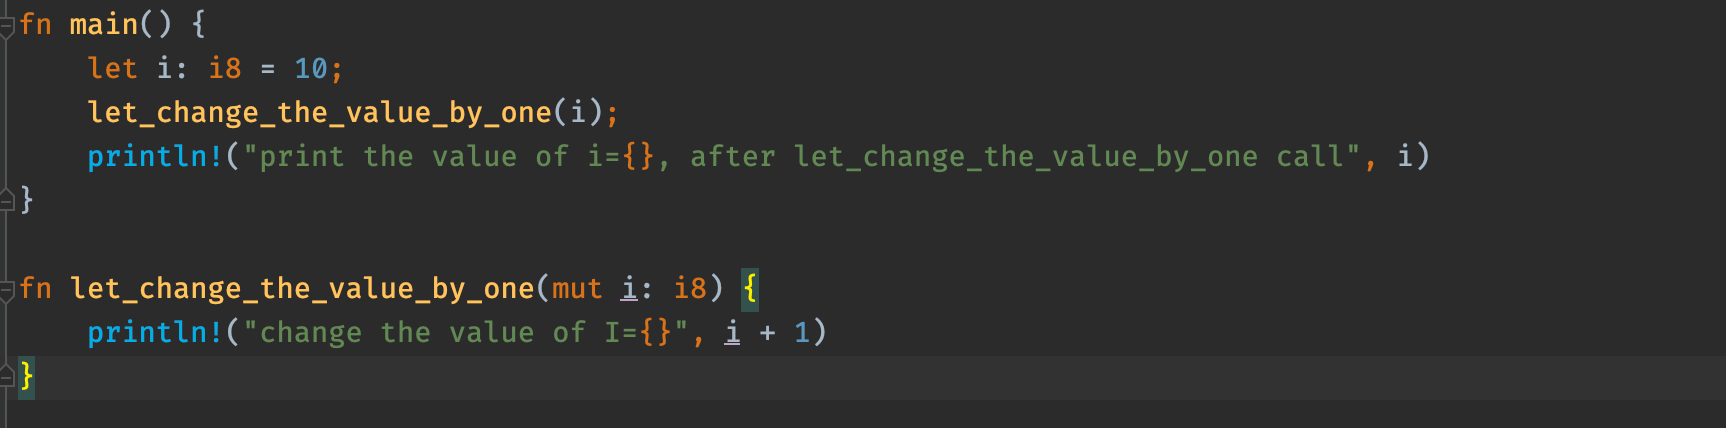 fn main() {
    let i: i8 = 10;
    let_change_the_value_by_one(i);
    println!("print the value of i={}, after let_change_the_value_by_one call", i)
}

fn let_change_the_value_by_one(mut i: i8) {
    println!("change the value of I={}", i + 1)
}